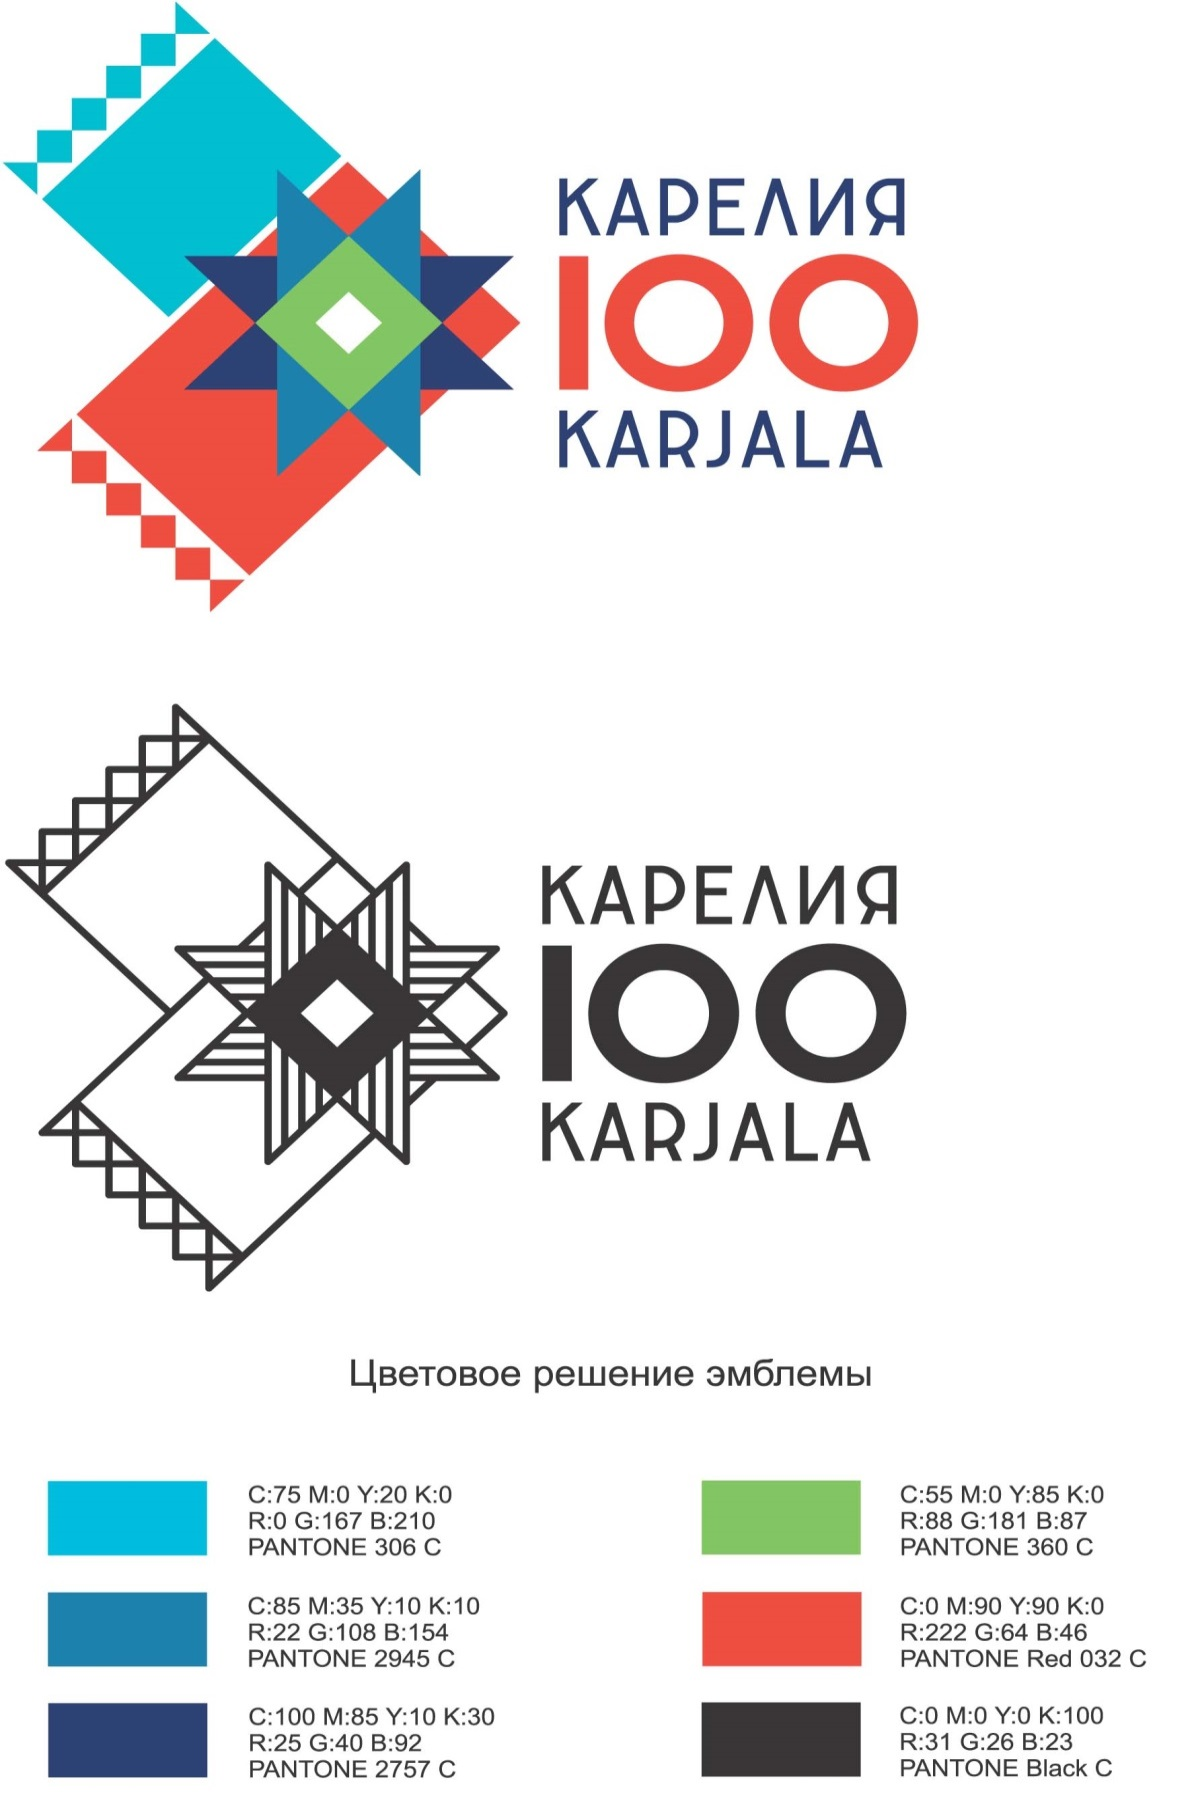 КАРЕЛИЯ
100
KARJALA
КАРЕЛИЯ
100
KARJALA
Цветовое решение эмблемы
C:75 M:0 Y:20 K:0
R:0 G:167 B:210
PANTONE 306 C
C:85 M:35 Y:10 K:10
R:22 G:108 B:154
PANTONE 2945 C
C:100 M:85 Y:10 K:30
R:25 G:40 B:92
PANTONE 2757 C
C:55 M:0 Y:85 K:0
R:88 G:181 B:87
PANTONE 360 C
C:0 M:90 Y:90 K:0
R:222 G:64 B:46
PANTONE Red 032 C
C:0 M:0 Y:0 K:100
R:31 G:26 B:23
PANTONE Black C